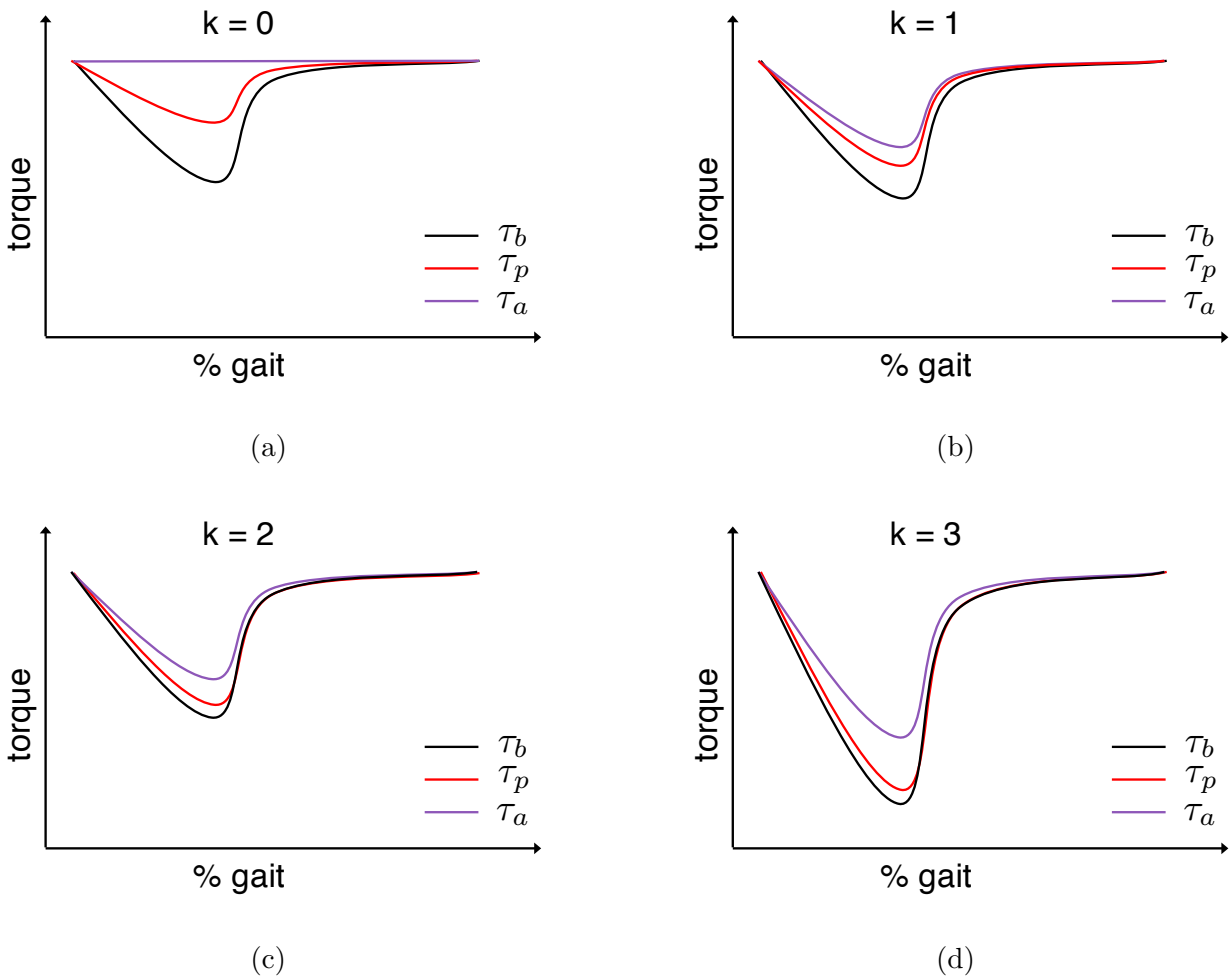 k = 0
torque
τ_b
τ_p
τ_a
% gait
(a)
k = 1
torque
τ_b
τ_p
τ_a
% gait
(b)
k = 2
torque
τ_b
τ_p
τ_a
% gait
(c)
k = 3
torque
τ_b
τ_p
τ_a
% gait
(d)